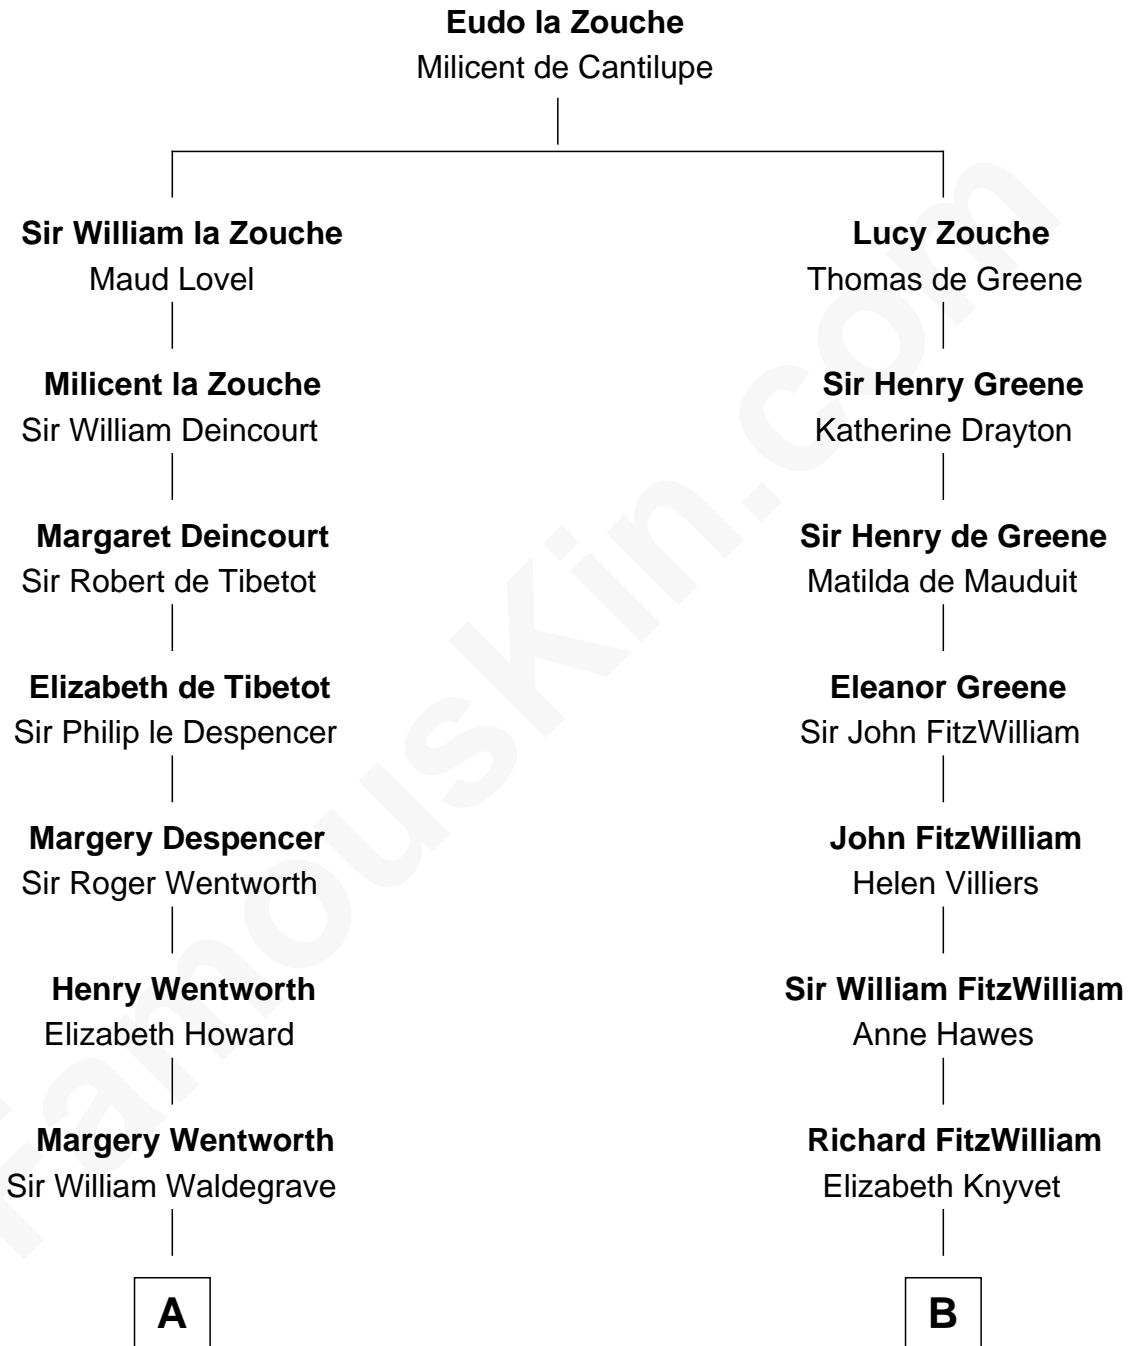 Eudo la Zouche
Milicent de Cantilupe
Sir William la Zouche
Maud Lovel
Milicent la Zouche
Sir William Deincourt
Margaret Deincourt
Sir Robert de Tibetot
Elizabeth de Tibetot
Sir Philip le Despencer
Margery Despencer
Sir Roger Wentworth
Henry Wentworth
Elizabeth Howard
Margery Wentworth
Sir William Waldegrave
A
Lucy Zouche
Thomas de Greene
Sir Henry Greene
Katherine Drayton
Sir Henry de Greene
Matilda de Mauduit
Eleanor Greene
Sir John FitzWilliam
John FitzWilliam
Helen Villiers
Sir William FitzWilliam
Anne Hawes
Richard FitzWilliam
Elizabeth Knyvet
B
FamousKin.com